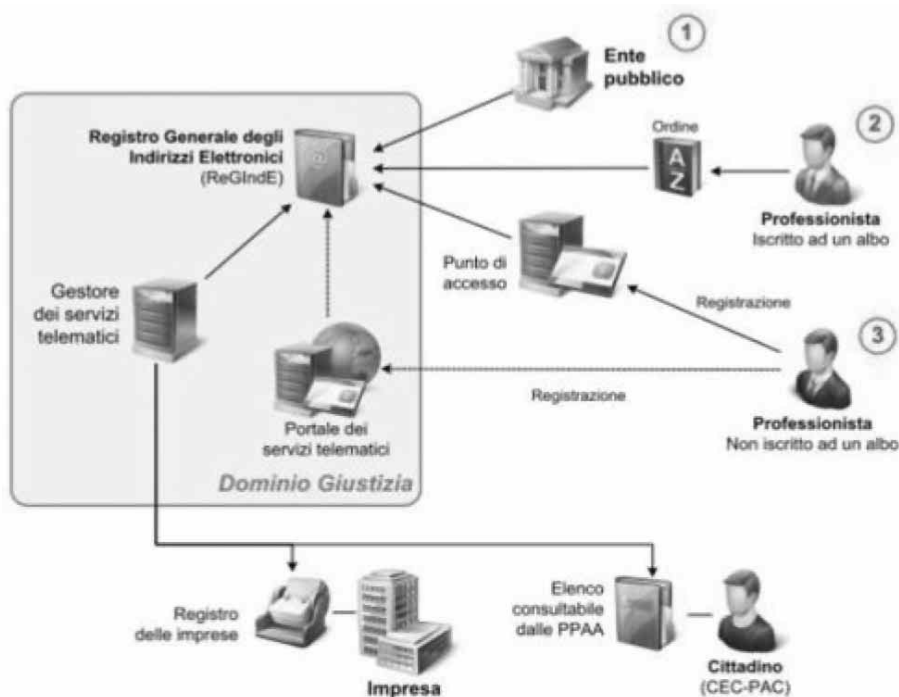 1
Ente
pubblico
Registro Generale degli
Indirizzi Elettronici
(ReGIndE)
@
Ordine
A
Z
2
Professionista
Iscritto ad un albo
Punto di
accesso
Registrazione
Gestore
dei servizi
telematici
3
Registrazione
Professionista
Non iscritto ad un albo
Portale dei
servizi telematici
Dominio Giustizia
Registro
delle imprese
Impresa
Elenco
consultabile
dalle PPAA
Cittadino
(CEC-PAC)